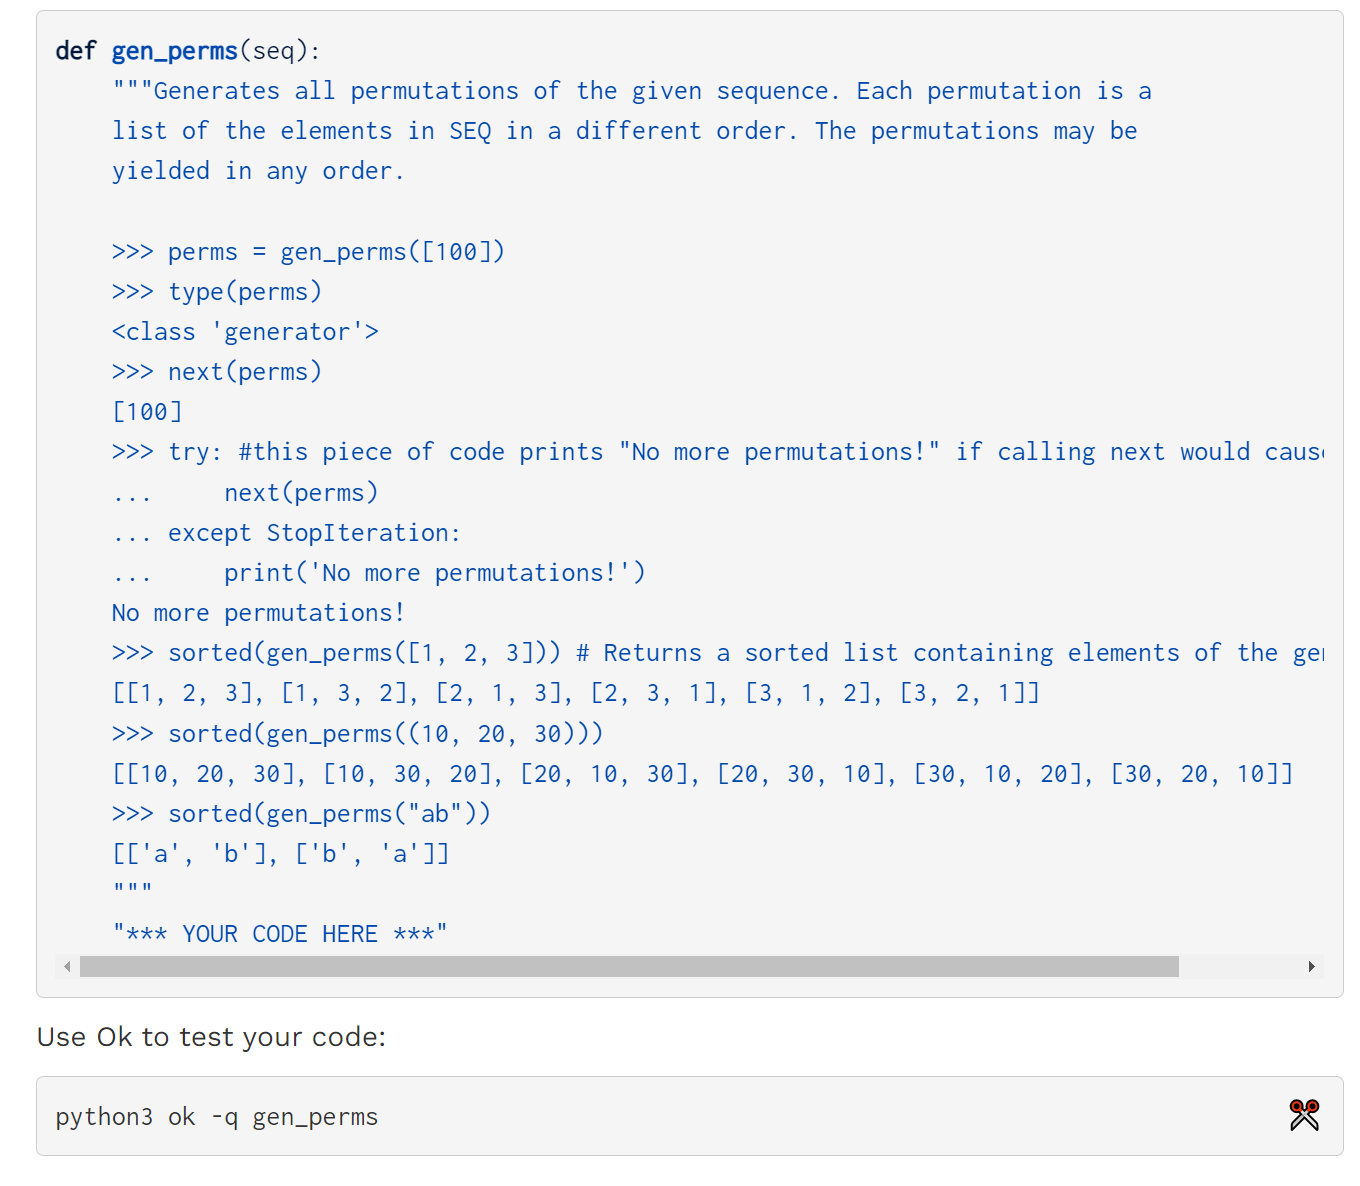 def gen_perms(seq):
    """Generates all permutations of the given sequence. Each permutation is a
    list of the elements in SEQ in a different order. The permutations may be
    yielded in any order.

    >>> perms = gen_perms([100])
    >>> type(perms)
    <class 'generator'>
    >>> next(perms)
    [100]
    >>> try: #this piece of code prints "No more permutations!" if calling next would caus
    ...     next(perms)
    ... except StopIteration:
    ...     print('No more permutations!')
    No more permutations!
    >>> sorted(gen_perms([1, 2, 3])) # Returns a sorted list containing elements of the
    [[1, 2, 3], [1, 3, 2], [2, 1, 3], [2, 3, 1], [3, 1, 2], [3, 2, 1]]
    >>> sorted(gen_perms((10, 20, 30)))
    [[10, 20, 30], [10, 30, 20], [20, 10, 30], [20, 30, 10], [30, 10, 20], [30, 20, 10]]
    >>> sorted(gen_perms("ab"))
    [['a', 'b'], ['b', 'a']]
    """
    "*** YOUR CODE HERE ***"
Use Ok to test your code:
python3 ok -q gen_perms